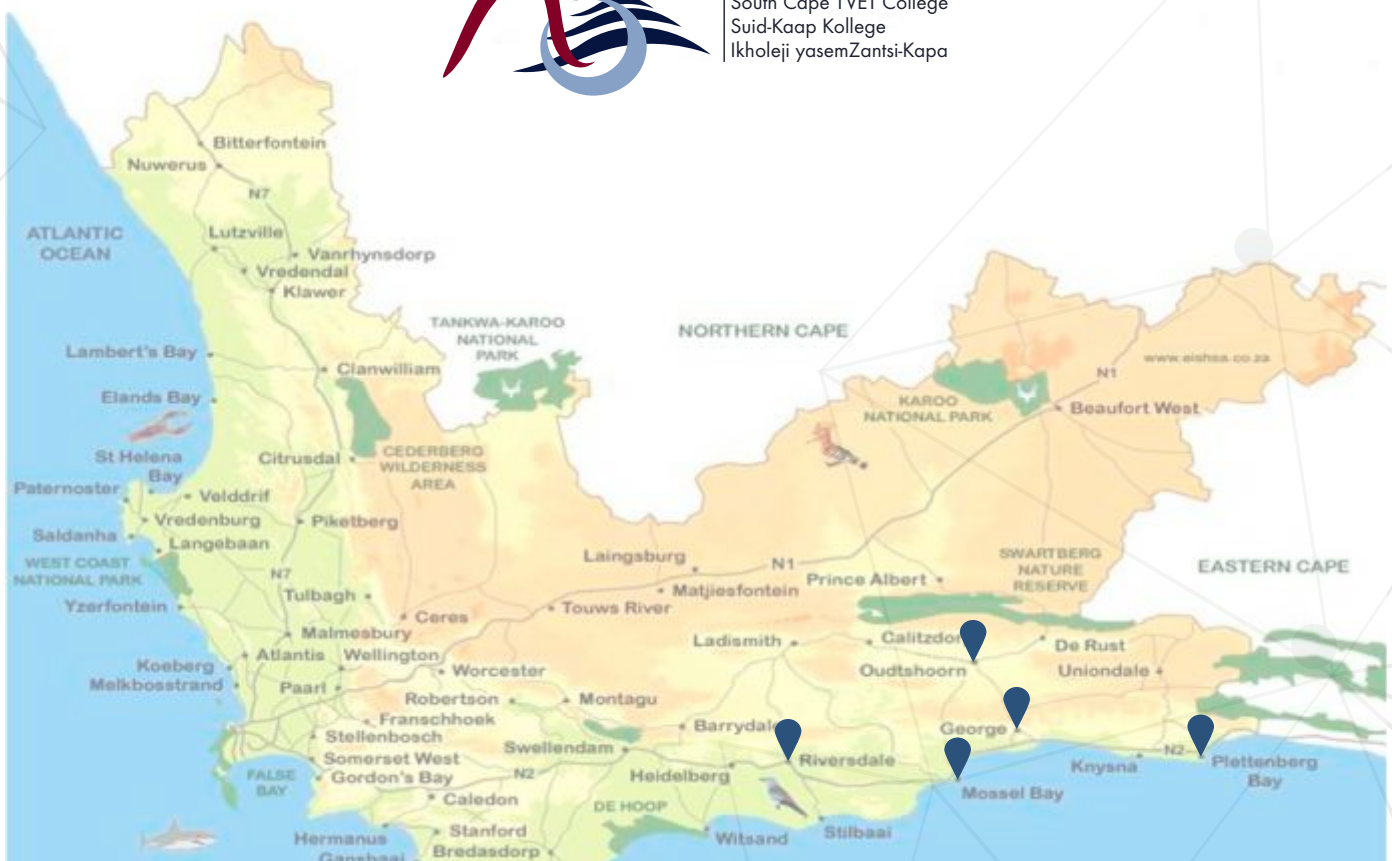 South Cape TVET College
Suid-Kaap Kollege
Ikholeji yasemZantsi-Kapa
Bitterfontein
Nuwerus
N7
ATLANTIC
OCEAN
Lutzville
Vanrhynsdorp
Vredendal
Klawer
TANKWA-KAROO
NATIONAL
PARK
NORTHERN CAPE
Lambert's Bay
Clanwilliam
www.eishsa.co.za
N1
Elands Bay
KAROO
NATIONAL PARK
Beaufort West
St Helena
Bay
Citrusdal
CEDERBERG
WILDERNESS
AREA
Paternoster
Velddrif
Vredenburg
Piketberg
Saldanha
Langebaan
WEST COAST
NATIONAL PARK
N7
Laingsburg
N1
SWARTBERG
NATURE
RESERVE
EASTERN CAPE
Prince Albert
Matjiesfontein
Tulbagh
Yzerfontein
Ceres
Touws River
Malmesbury
Ladismith
Calitzdor
De Rust
Atlantis
Wellington
Koeberg
Melkbosstrand
Worcester
Oudtshoorn
Uniondale
Paarl
Robertson
Montagu
Franschhoek
Stellenbosch
Barrydale
George
Swellendam
Somerset West
Gordon's Bay
FALSE
BAY
N2
Heidelberg
Riversdale
N2
Knysna
Plettenberg
Bay
Caledon
DE HOOP
Mossel Bay
Stanford
Hermanus
Witsand
Stilbaai
Bredasdorp
Gansbaai